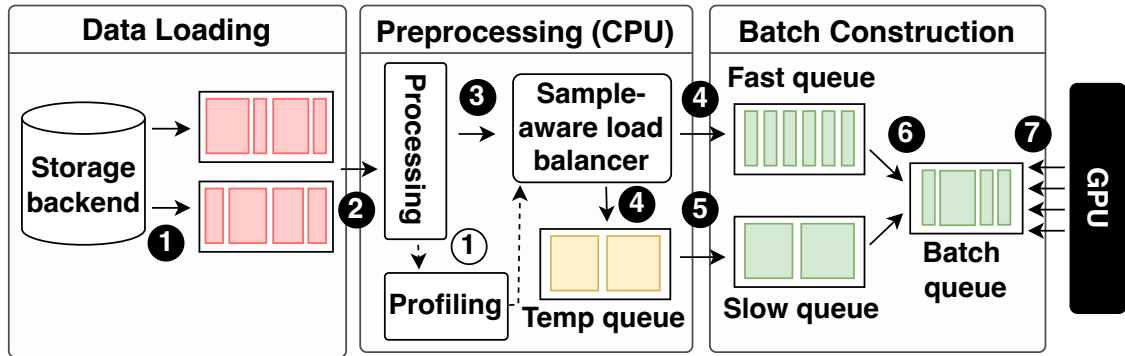 Data Loading
Storage
backend
1
2
Preprocessing (CPU)
Processing
1
Profiling
3
Sample-
aware load
balancer
4
4
Temp queue
5
Batch Construction
Fast queue
Slow queue
6
Batch
queue
7
GPU